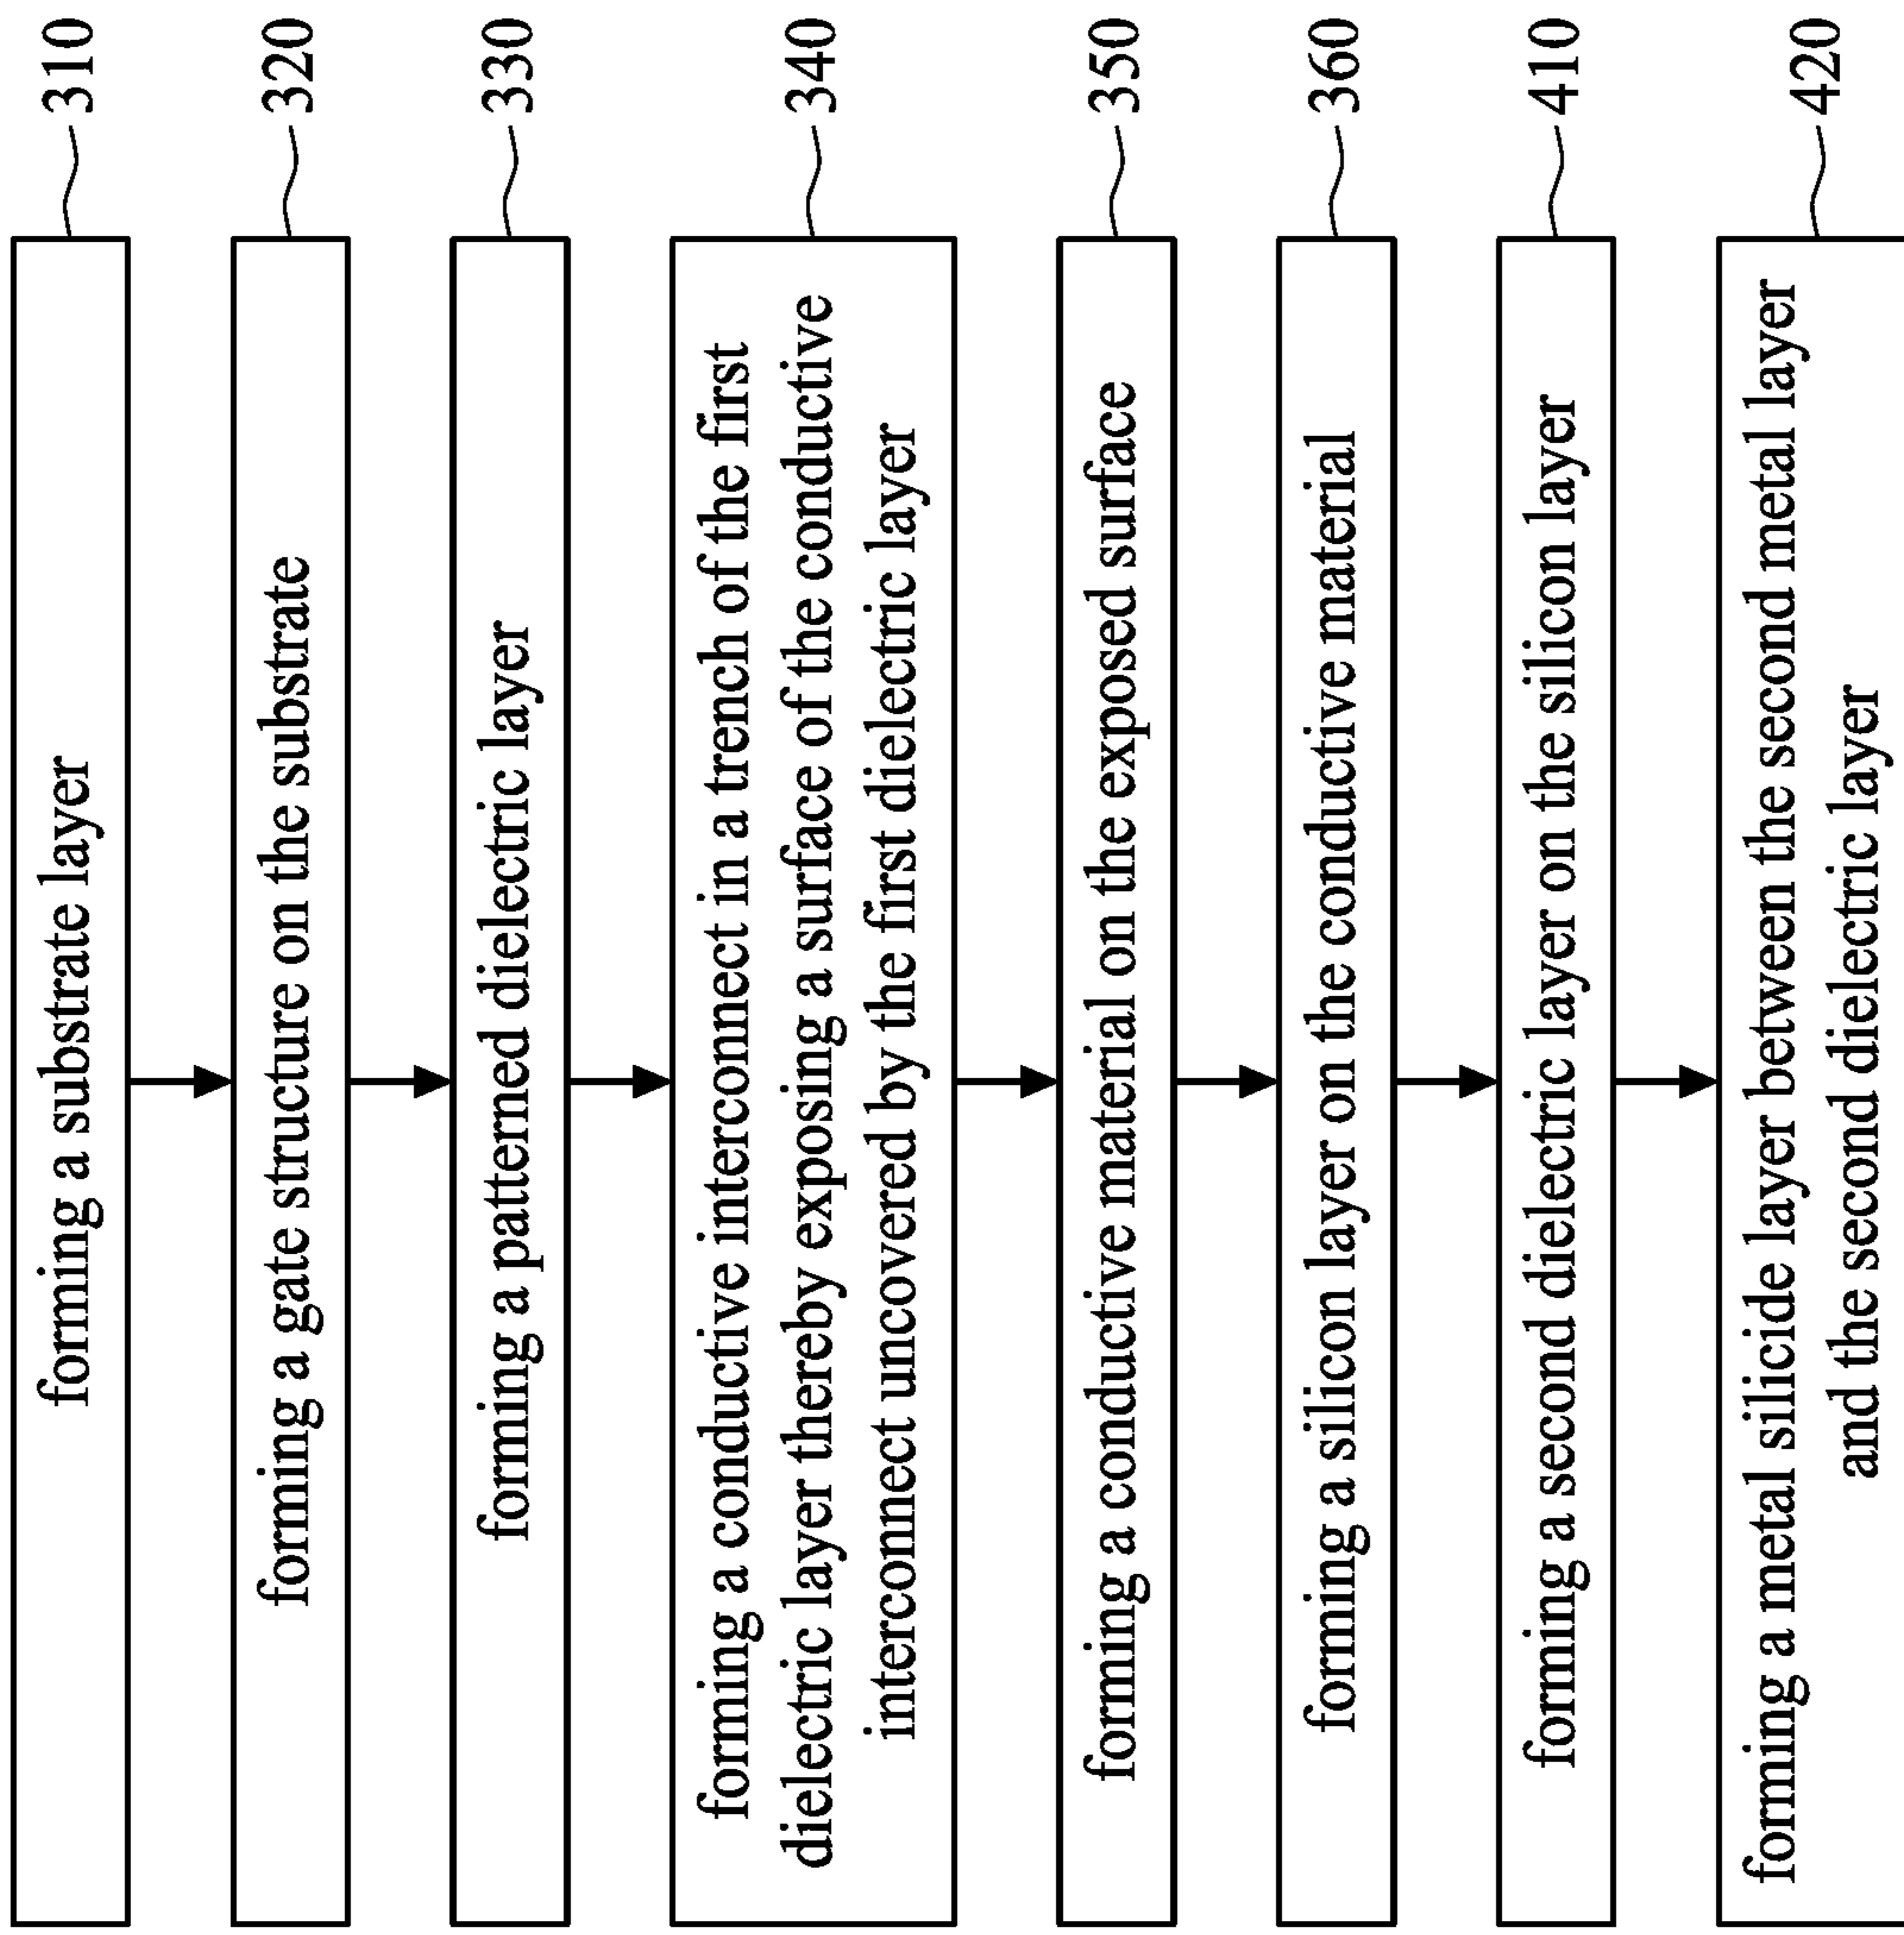 forming a substrate layer
310
forming a gate structure on the substrate
320
forming a patterned dielectric layer
330
forming a conductive interconnect in a trench of the first
dielectric layer thereby exposing a surface of the conductive
interconnect uncovered by the first dielectric layer
340
forming a conductive material on the exposed surface
350
forming a silicon layer on the conductive material
360
forming a second dielectric layer on the silicon layer
410
forming a metal silicide layer between the second metal layer
and the second dielectric layer
420